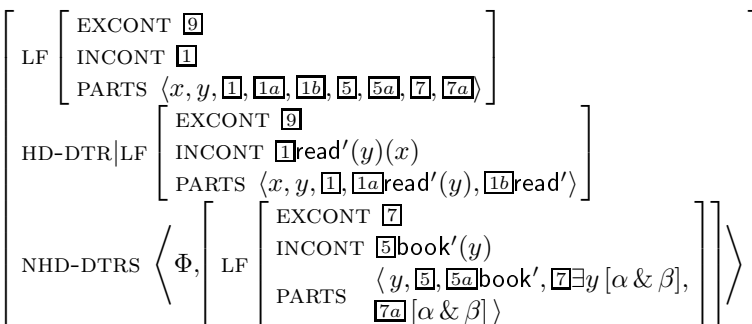 LF [ EXCONT 9
INCONT 1
PARTS ⟨x, y, 1, 1a, 1b, 5, 5a, 7, 7a⟩ ]
HD-DTR|LF [ EXCONT 9
INCONT 1 read′(y)(x)
PARTS ⟨x, y, 1, 1a read′(y), 1b read′⟩ ]
NHD-DTRS ⟨ Φ, [ LF [ EXCONT 7
INCONT 5 book′(y)
PARTS ⟨ y, 5, 5a book′, 7 ∃y [α & β],
7a [α & β] ⟩ ] ] ⟩